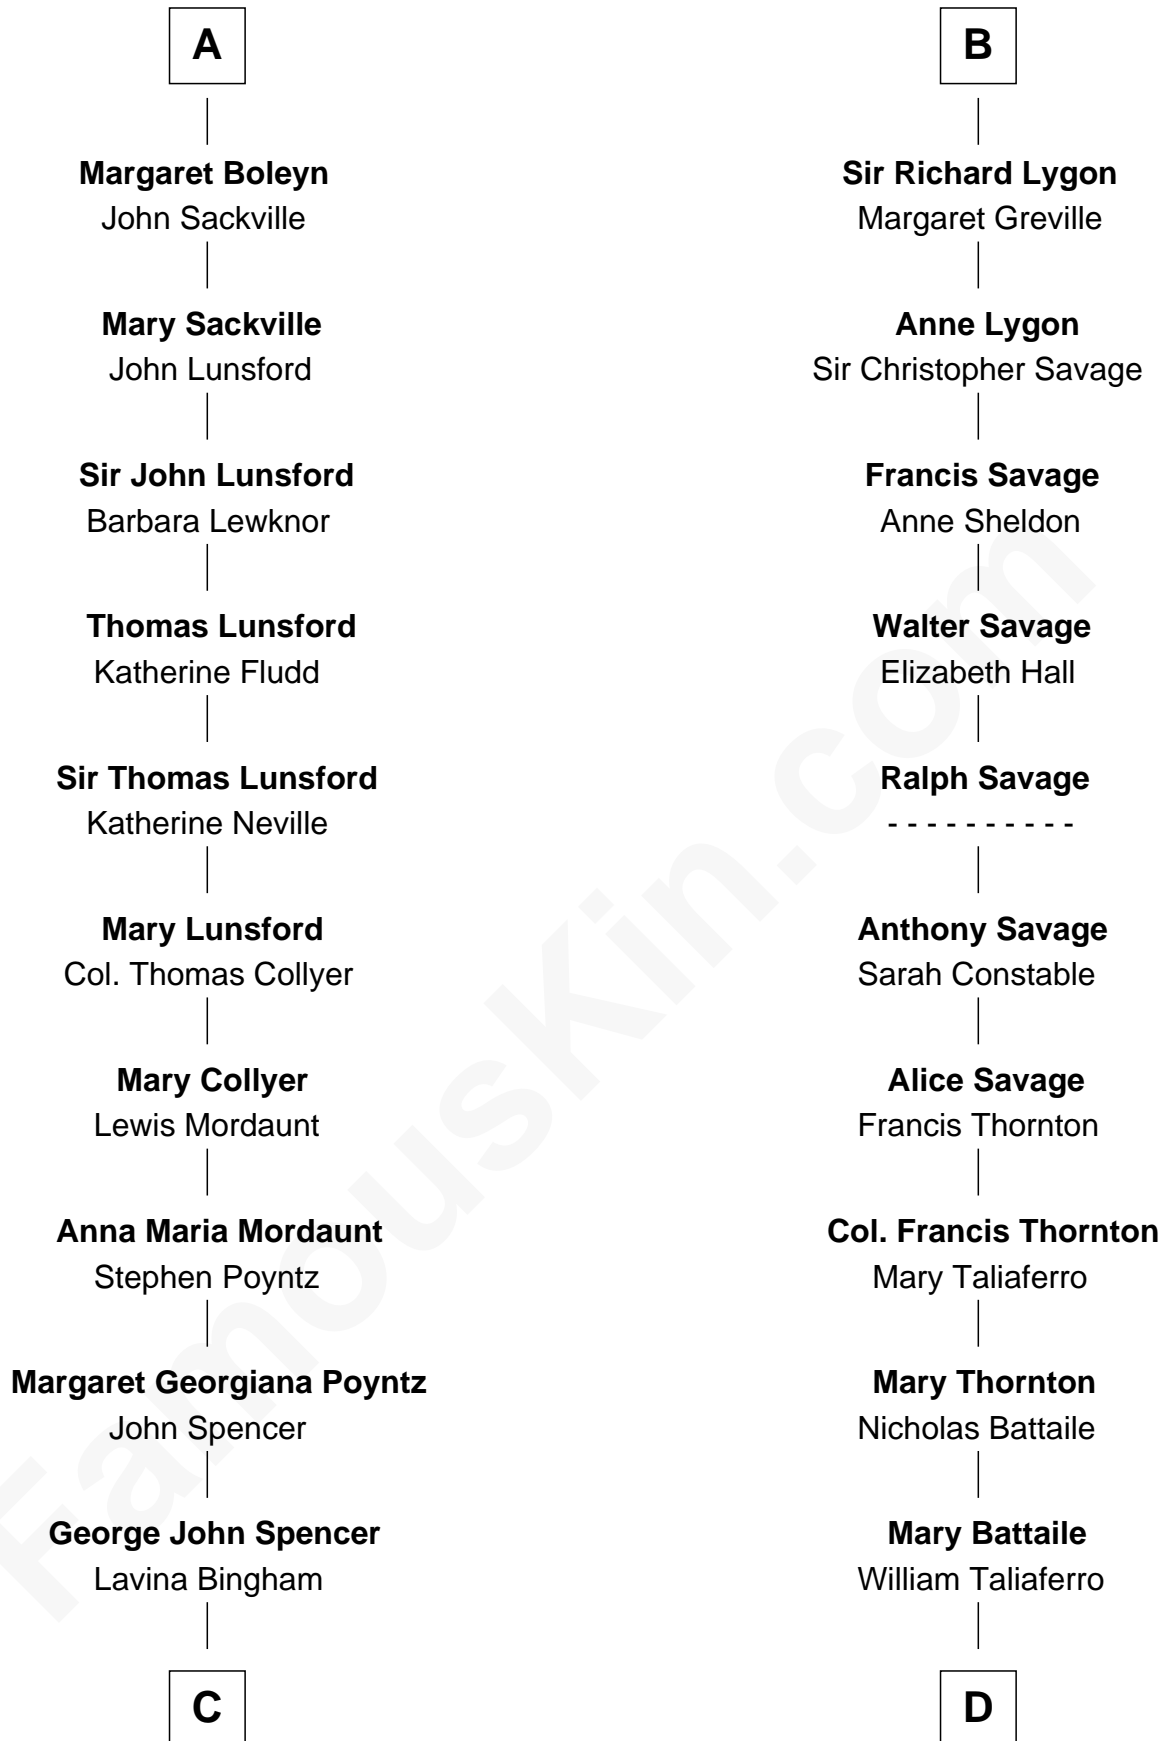 A
Margaret Boleyn
John Sackville
Mary Sackville
John Lunsford
Sir John Lunsford
Barbara Lewknor
Thomas Lunsford
Katherine Fludd
Sir Thomas Lunsford
Katherine Neville
Mary Lunsford
Col. Thomas Collyer
Mary Collyer
Lewis Mordaunt
Anna Maria Mordaunt
Stephen Poyntz
Margaret Georgiana Poyntz
John Spencer
George John Spencer
Lavina Bingham
C
B
Sir Richard Lygon
Margaret Greville
Anne Lygon
Sir Christopher Savage
Francis Savage
Anne Sheldon
Walter Savage
Elizabeth Hall
Ralph Savage
- - - - - - - - - -
Anthony Savage
Sarah Constable
Alice Savage
Francis Thornton
Col. Francis Thornton
Mary Taliaferro
Mary Thornton
Nicholas Battaile
Mary Battaile
William Taliaferro
D
FamousKin.com